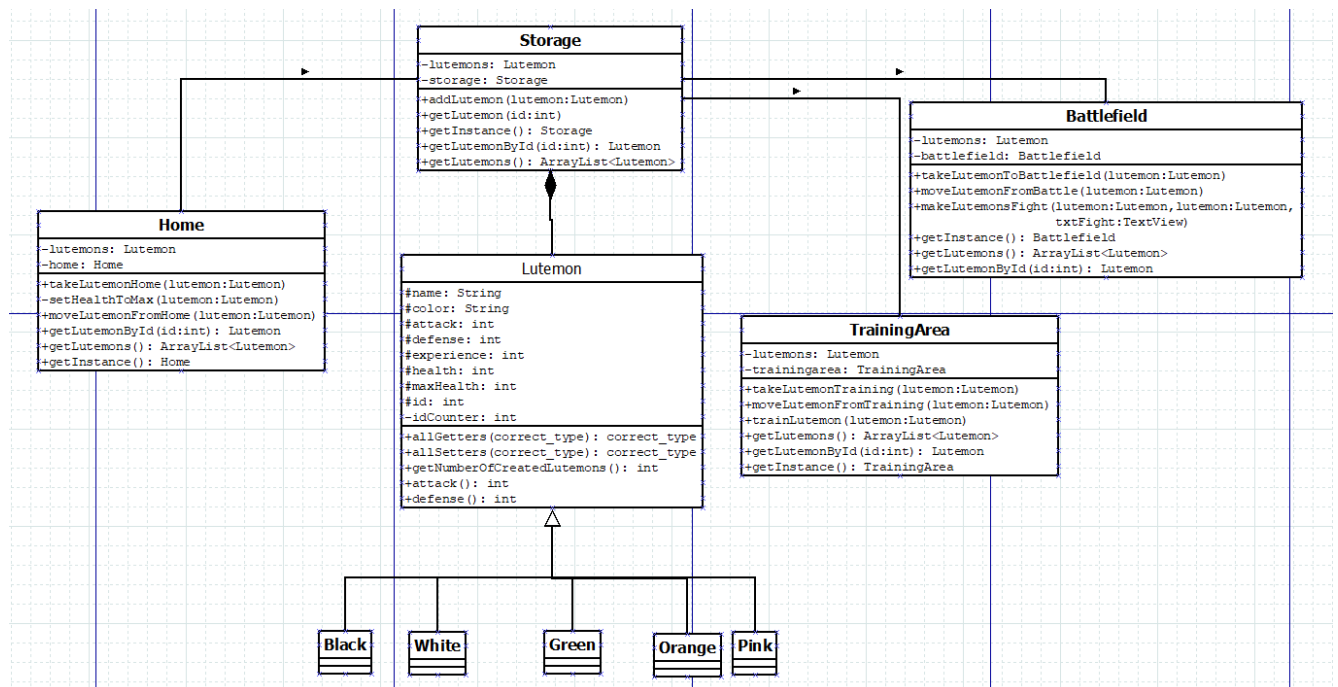 Storage
-lutemons: Lutemon
-storage: Storage
+addLutemon(lutemon:Lutemon)
+getLutemon(id:int)
+getInstance(): Storage
+getLutemonById(id:int): Lutemon
+getLutemons(): ArrayList<Lutemon>
Battlefield
-lutemons: Lutemon
-battlefield: Battlefield
+takeLutemonToBattlefield(lutemon:Lutemon)
+moveLutemonFromBattle(lutemon:Lutemon)
+makeLutemonsFight(lutemon:Lutemon,lutemon:Lutemon,
txtFight:TextView)
+getInstance(): Battlefield
+getLutemons(): ArrayList<Lutemon>
+getLutemonById(id:int): Lutemon
Home
-lutemons: Lutemon
-home: Home
+takeLutemonHome(lutemon:Lutemon)
-setHealthToMax(lutemon:Lutemon)
+moveLutemonFromHome(lutemon:Lutemon)
+getLutemonById(id:int): Lutemon
+getLutemons(): ArrayList<Lutemon>
+getInstance(): Home
Lutemon
#name: String
#color: String
#attack: int
#defense: int
#experience: int
#health: int
#maxHealth: int
#id: int
-idCounter: int
+allGetters(correct_type): correct_type
+allSetters(correct_type): correct_type
+getNumberOfCreatedLutemons(): int
+attack(): int
+defense(): int
TrainingArea
-lutemons: Lutemon
-trainingarea: TrainingArea
+takeLutemonTraining(lutemon:Lutemon)
+moveLutemonFromTraining(lutemon:Lutemon)
+trainLutemon(lutemon:Lutemon)
+getLutemons(): ArrayList<Lutemon>
+getLutemonById(id:int): Lutemon
+getInstance(): TrainingArea
Black
White
Green
Orange
Pink